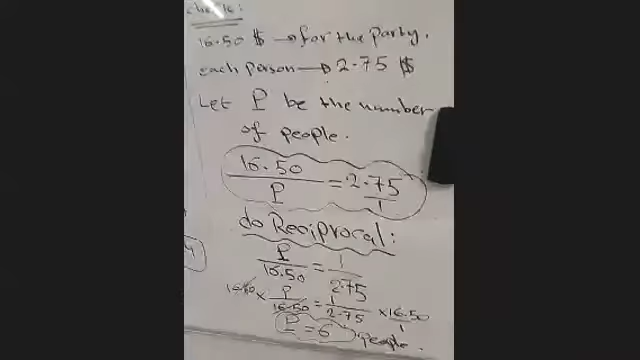 check:
16.50 $ → for the party.
each person → 2.75 $
Let P be the number
of people.
16.50/P = 2.75/1
do Reciprocal:
P/16.50 = 1/2.75
16.50 × P/16.50 = 1/2.75 × 16.50/1
P = 6 people.